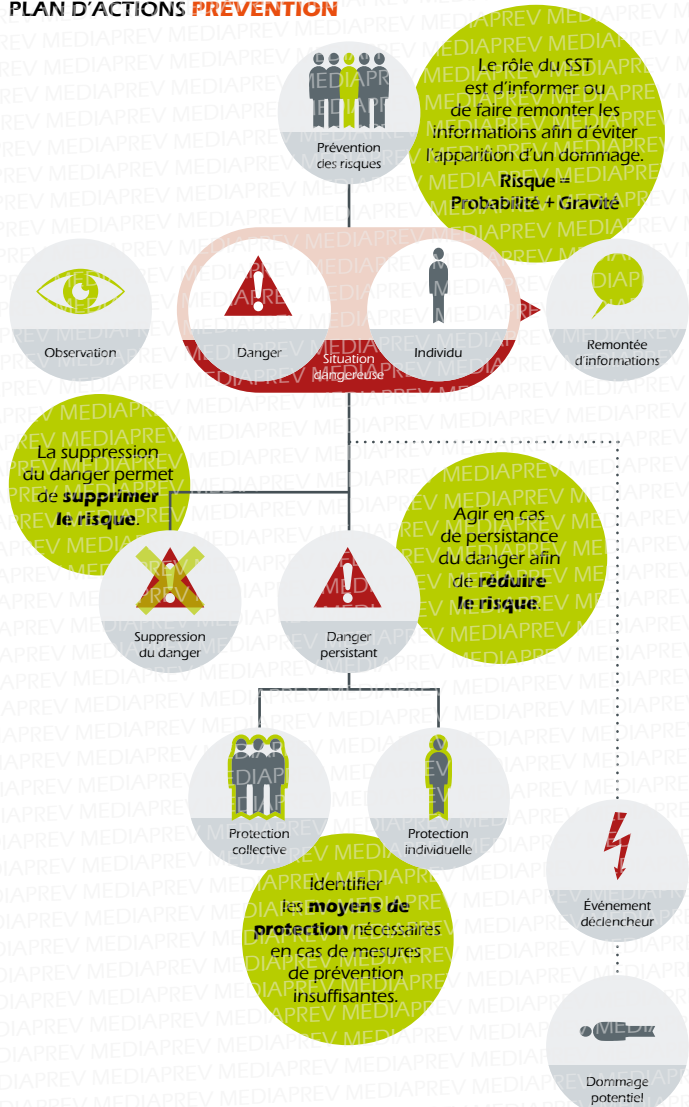 PLAN D'ACTIONS PRÉVENTION
Prévention
des risques
Le rôle du SST
est d'informer ou
de faire remonter les
informations afin d'éviter
l'apparition d'un dommage.
Risque =
Probabilité + Gravité
Observation
Danger
Situation
dangereuse
Individu
Remontée
d'informations
La suppression
du danger permet
de supprimer
le risque.
Agir en cas
de persistance
du danger afin
de réduire
le risque.
Suppression
du danger
Danger
persistant
Protection
collective
Protection
individuelle
Identifier
les moyens de
protection nécessaires
en cas de mesures
de prévention
insuffisantes.
Événement
déclencheur
Dommage
potentiel
MEDIAPREV